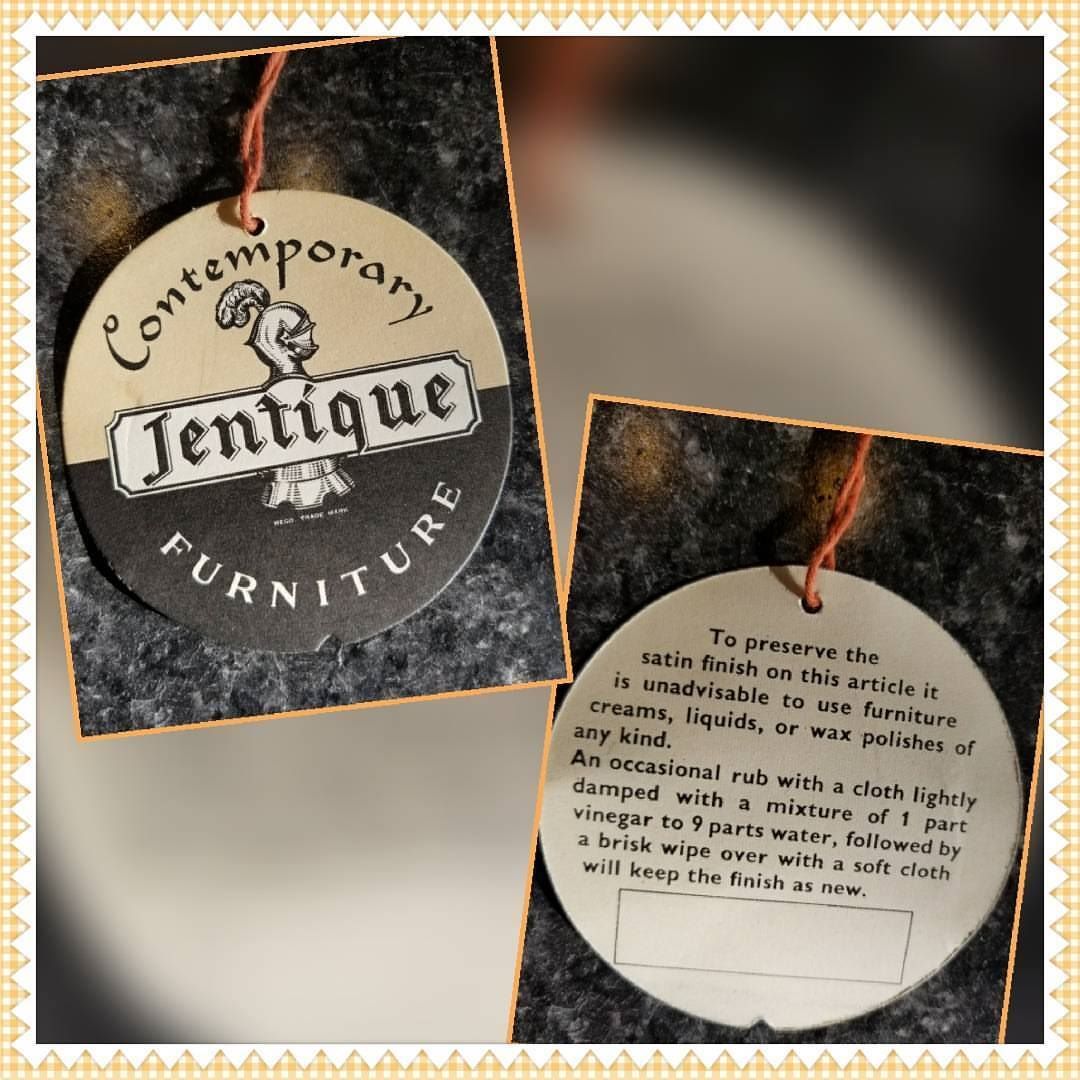 Contemporary
Jentique
REGD. TRADE MARK
FURNITURE
To preserve the
satin finish on this article it
is unadvisable to use furniture
creams, liquids, or wax polishes of
any kind.
An occasional rub with a cloth lightly
damped with a mixture of 1 part
vinegar to 9 parts water, followed by
a brisk wipe over with a soft cloth
will keep the finish as new.